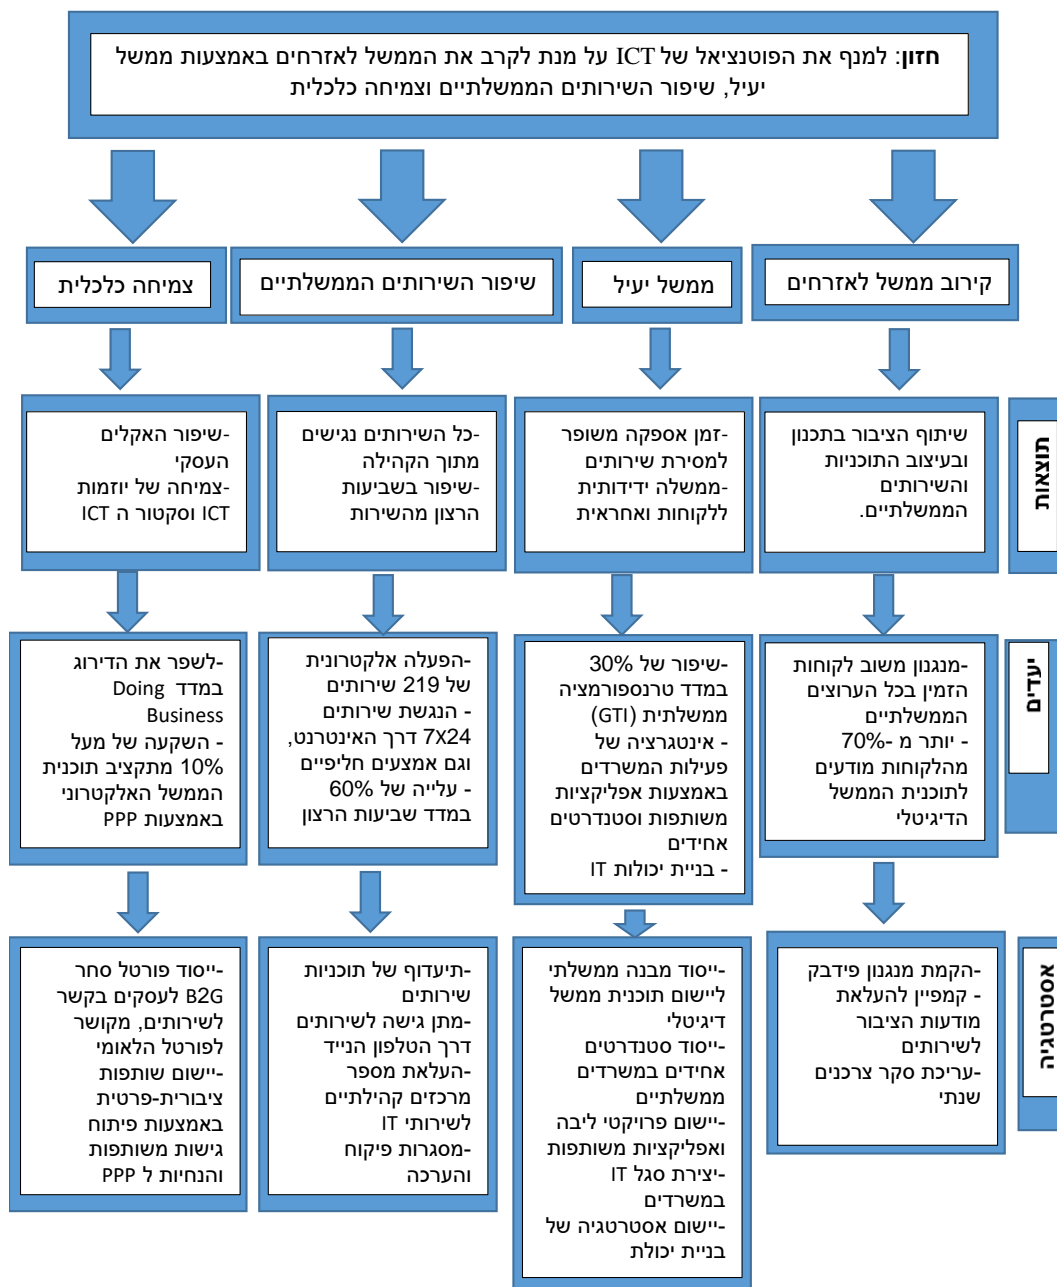 חזון: למנף את הפוטנציאל של ICT על מנת לקרב את הממשל לאזרחים באמצעות ממשל
יעיל, שיפור השירותים הממשלתיים וצמיחה כלכלית
קירוב ממשל לאזרחים
ממשל יעיל
שיפור השירותים הממשלתיים
צמיחה כלכלית
תוצאות
שיתוף הציבור בתכנון
ובעיצוב התוכניות
והשירותים
הממשלתיים.
-זמן אספקה משופר
למסירת שירותים
-ממשלה ידידותית
ללקוחות ואחראית
-כל השירותים נגישים
מתוך הקהילה
-שיפור בשביעות
הרצון מהשירות
-שיפור האקלים
העסקי
-צמיחה של יוזמות
ICT וסקטור ה ICT
יעדים
-מנגנון משוב לקוחות
הזמין בכל הערוצים
הממשלתיים
- יותר מ -70%
מהלקוחות מודעים
לתוכנית הממשל
הדיגיטלי
-שיפור של 30%
במדד טרנספורמציה
ממשלתית (GTI)
- אינטגרציה של
פעילות המשרדים
באמצעות אפליקציות
משותפות וסטנדרטים
אחידים
- בניית יכולות IT
-הפעלה אלקטרונית
של 219 שירותים
- הנגשת שירותים
7X24 דרך האינטרנט,
וגם אמצעים חליפיים
- עלייה של 60%
במדד שביעות הרצון
-לשפר את הדירוג
במדד Doing
Business
- השקעה של מעל
10% מתקציב תוכנית
הממשל האלקטרוני
באמצעות PPP
אסטרטגיה
-הקמת מנגנון פידבק
- קמפיין להעלאת
מודעות הציבור
לשירותים
-עריכת סקר צרכנים
שנתי
-ייסוד מבנה ממשלתי
ליישום תוכנית ממשל
דיגיטלי
-ייסוד סטנדרטים
אחידים במשרדים
ממשלתיים
-יישום פרויקטי ליבה
ואפליקציות משותפות
-יצירת סגל IT
במשרדים
-יישום אסטרטגיה של
בניית יכולת
-תיעדוף של תוכניות
שירותים
-מתן גישה לשירותים
דרך הטלפון הנייד
-העלאת מספר
מרכזים קהילתיים
לשירותי IT
-מסגרות פיקוח
והערכה
-ייסוד פורטל סחר
B2G לעסקים בקשר
לשירותים, מקושר
לפורטל הלאומי
-יישום שותפות
ציבורית-פרטית
באמצעות פיתוח
גישות משותפות
והנחיות ל PPP